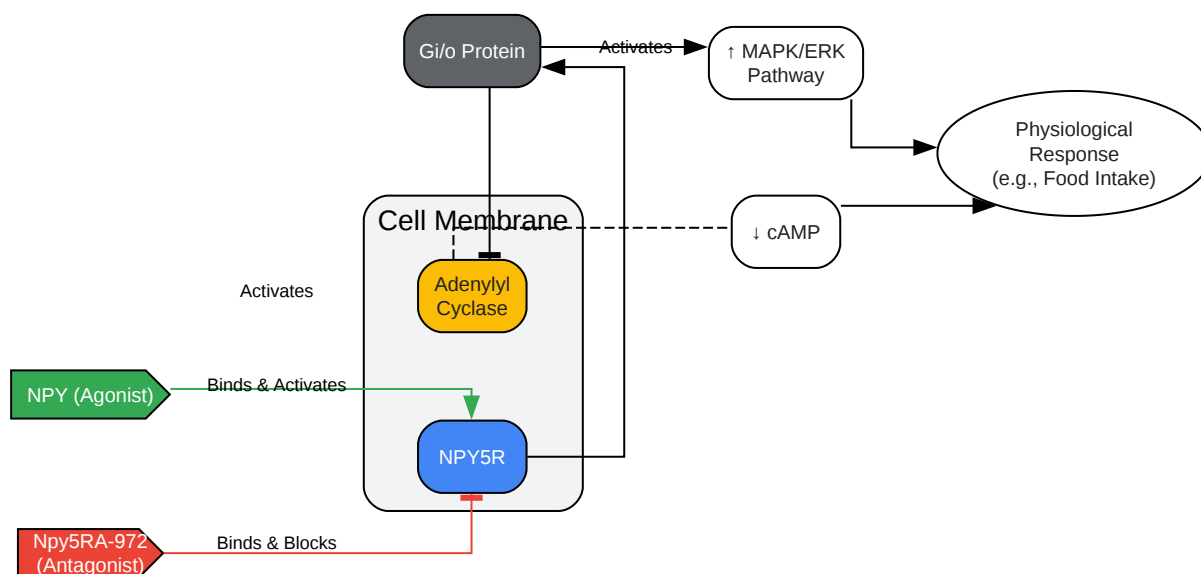 Gi/o Protein
Activates
↑ MAPK/ERK
Pathway
Physiological
Response
(e.g., Food Intake)
Cell Membrane
↓ cAMP
Adenylyl
Cyclase
Activates
NPY (Agonist)
Binds & Activates
NPY5R
Npy5RA-972
(Antagonist)
Binds & Blocks